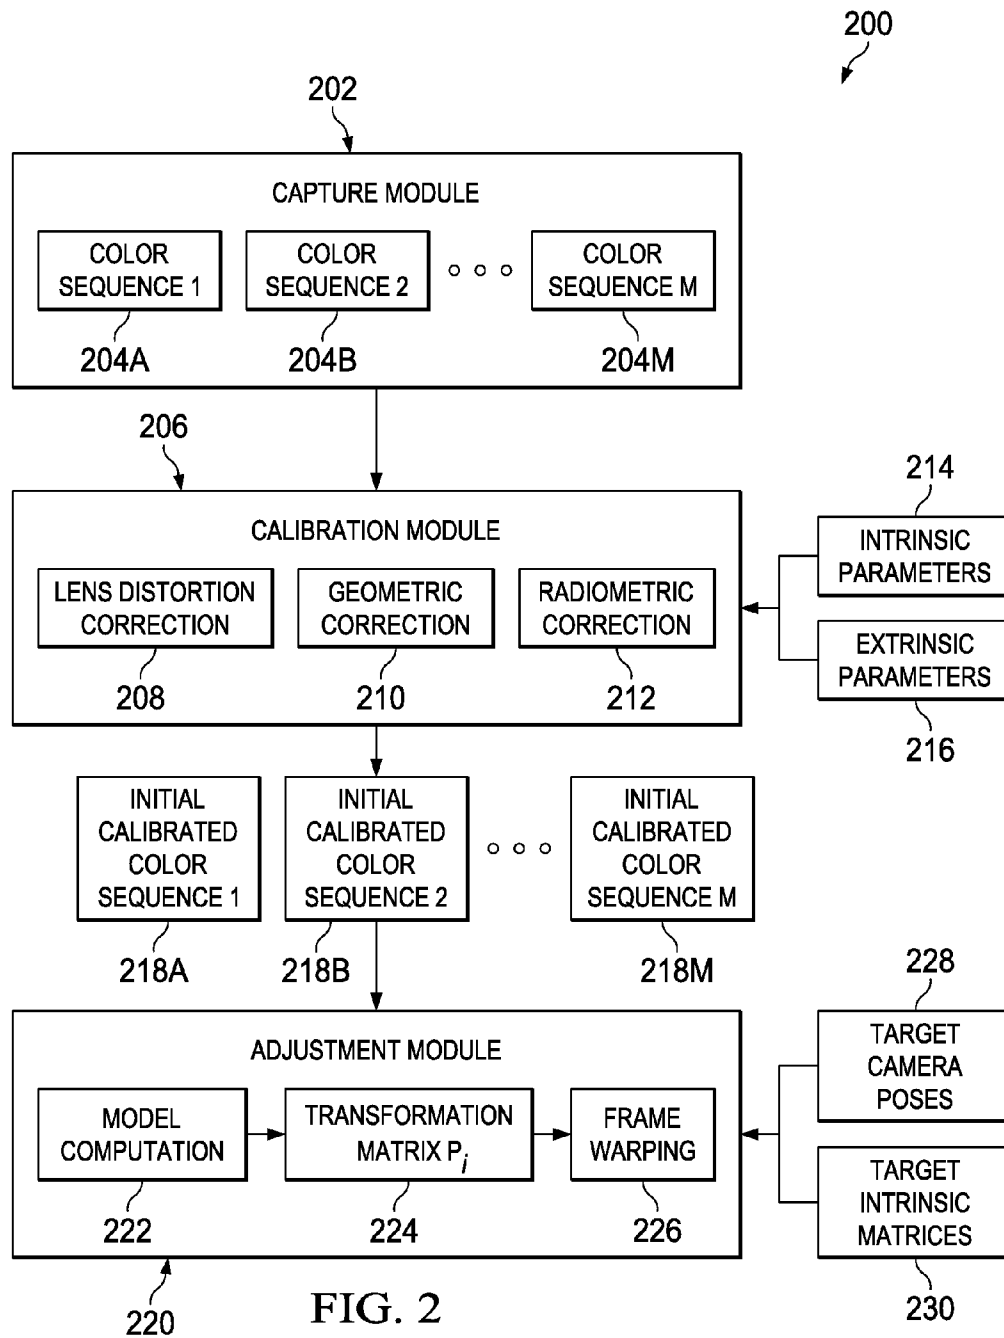 200
202
CAPTURE MODULE
COLOR
SEQUENCE 1
COLOR
SEQUENCE 2
COLOR
SEQUENCE M
204A
204B
204M
206
CALIBRATION MODULE
LENS DISTORTION
CORRECTION
GEOMETRIC
CORRECTION
RADIOMETRIC
CORRECTION
208
210
212
214
INTRINSIC
PARAMETERS
EXTRINSIC
PARAMETERS
216
INITIAL
CALIBRATED
COLOR
SEQUENCE 1
INITIAL
CALIBRATED
COLOR
SEQUENCE 2
INITIAL
CALIBRATED
COLOR
SEQUENCE M
218A
218B
218M
ADJUSTMENT MODULE
MODEL
COMPUTATION
TRANSFORMATION
MATRIX Pi
FRAME
WARPING
222
224
226
228
TARGET
CAMERA
POSES
TARGET
INTRINSIC
MATRICES
230
220
FIG. 2